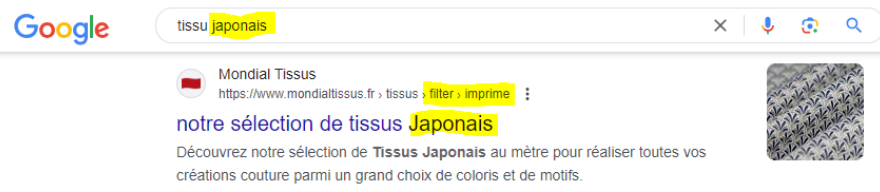 Google
tissu japonais
Mondial Tissus
https://www.mondialtissus.fr › tissus › filter › imprime
notre sélection de tissus Japonais
Découvrez notre sélection de Tissus Japonais au mètre pour réaliser toutes vos
créations couture parmi un grand choix de coloris et de motifs.